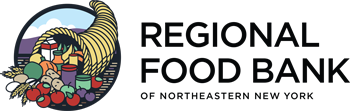 REGIONAL
FOOD BANK
OF NORTHEASTERN NEW YORK